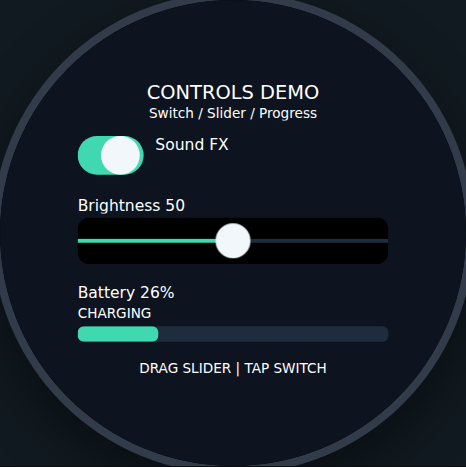 CONTROLS DEMO
Switch / Slider / Progress
Sound FX
Brightness 50
Battery 26%
CHARGING
DRAG SLIDER | TAP SWITCH